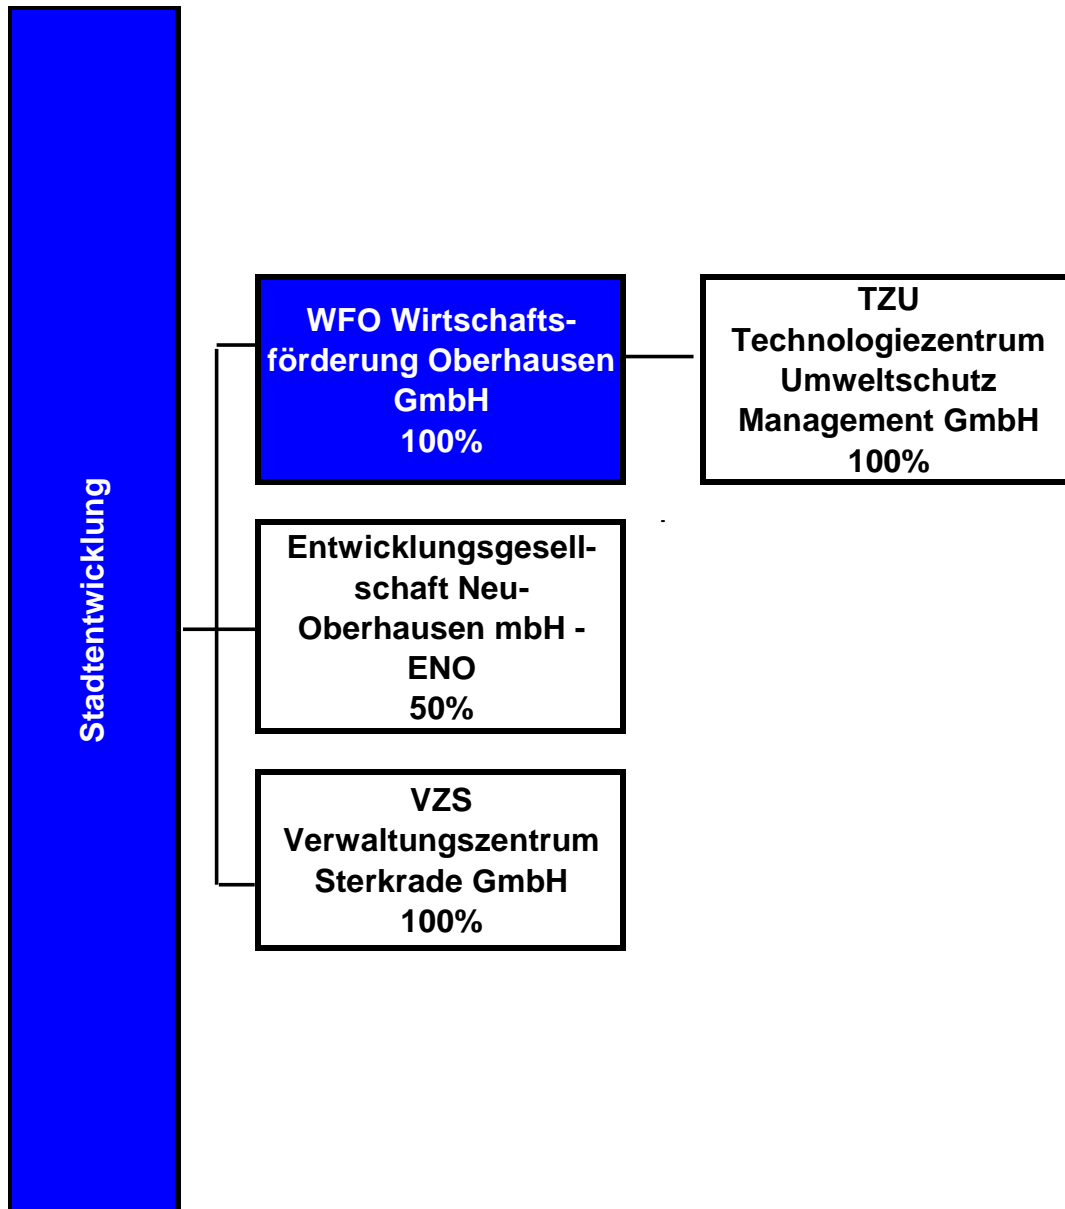 Stadtentwicklung
WFO Wirtschafts-
förderung Oberhausen
GmbH
100%
TZU
Technologiezentrum
Umweltschutz
Management GmbH
100%
Entwicklungsgesell-
schaft Neu-
Oberhausen mbH -
ENO
50%
VZS
Verwaltungszentrum
Sterkrade GmbH
100%